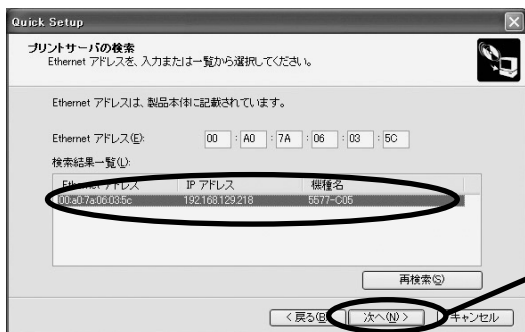 Quick Setup
プリントサーバの検索
Ethernet アドレスを、入力または一覧から選択してください。
Ethernet アドレスは、製品本体に記載されています。
Ethernet アドレス(E): 00 : A0 : 7A : 06 : 03 : 5C
検索結果一覧(L):
Ethernet アドレス IP アドレス 機種名
00:a0:7a:06:03:5c 192.168.129.218 5577-C05
再検索(S)
< 戻る(B) 次へ(N) > キャンセル